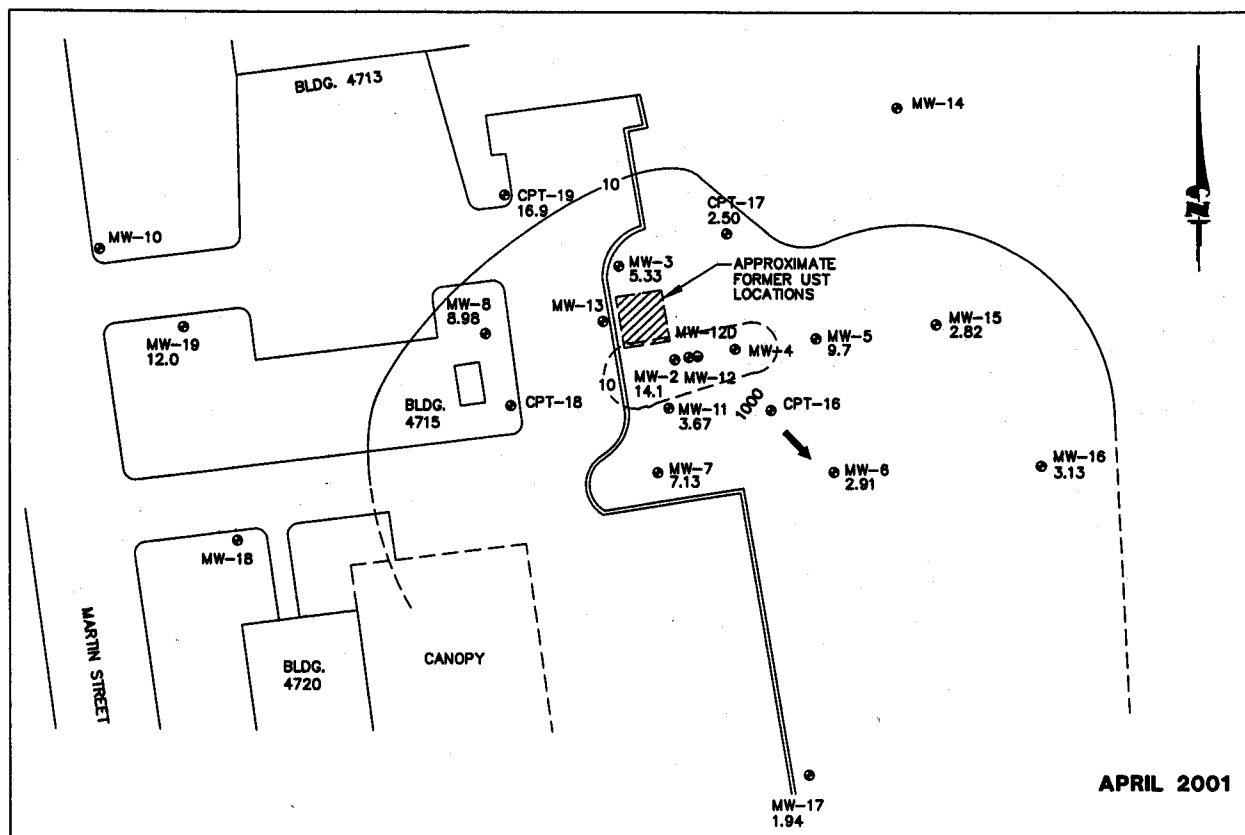 BLDG. 4713
MW-14
CPT-19
16.9
10
CPT-17
2.50
N
MW-10
MW-3
5.33
APPROXIMATE
FORMER UST
LOCATIONS
MW-8
8.98
MW-13
MW-19
12.0
MW-15
2.82
MW-12D
MW-5
9.7
MW-4
MW-2
14.1
MW-12
10
BLDG.
4715
CPT-18
MW-11
3.67
1000
CPT-16
MW-7
7.13
MW-6
2.91
MW-16
3.13
MW-18
MARTIN STREET
BLDG.
4720
CANOPY
MW-17
1.94
APRIL 2001